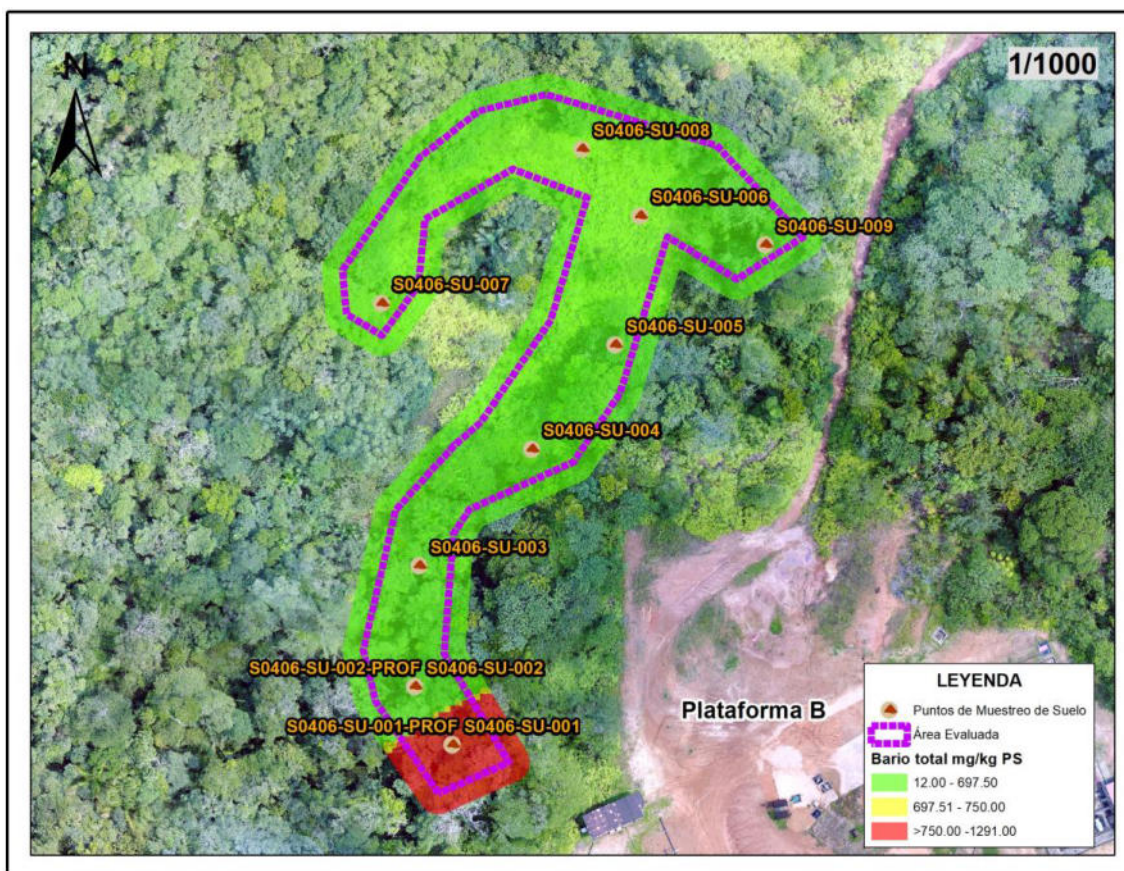 N
1/1000
S0406-SU-008
S0406-SU-006
S0406-SU-009
S0406-SU-007
S0406-SU-005
S0406-SU-004
S0406-SU-003
S0406-SU-002-PROF S0406-SU-002
S0406-SU-001-PROF S0406-SU-001
Plataforma B
LEYENDA
Puntos de Muestreo de Suelo
Área Evaluada
Bario total mg/kg PS
12.00 - 697.50
697.51 - 750.00
>750.00 -1291.00